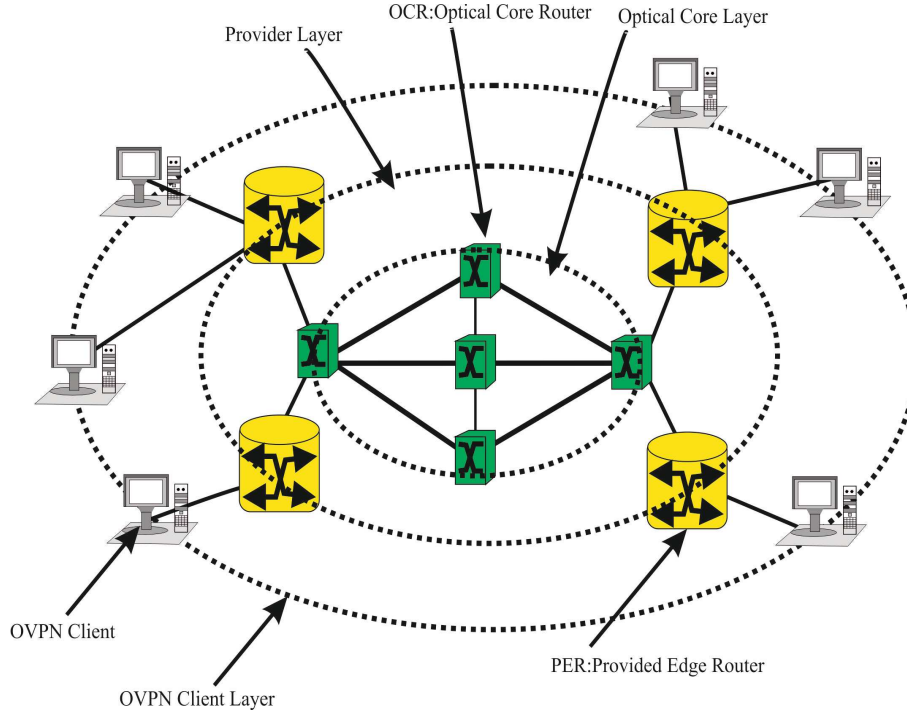 OCR:Optical Core Router
Optical Core Layer
Provider Layer
OVPN Client
PER:Provided Edge Router
OVPN Client Layer